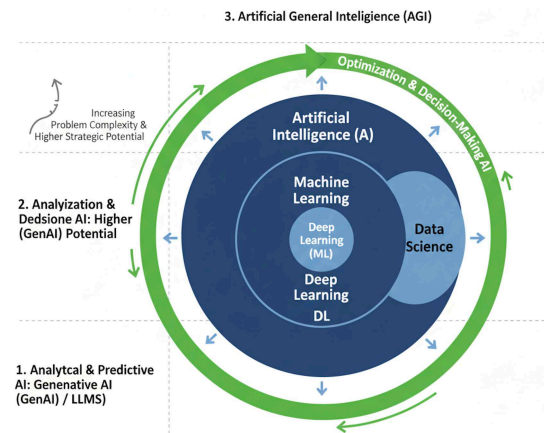 3. Artificial General Inteligience (AGI)
Optimization & Decision-Making AI
Increasing
Problem Complexity &
Higher Strategic Potential
Artificial
Intelligence (A)
2. Analyization &
Dedsione AI: Higher
(GenAI) Potential
Machine
Learning
Deep
Learning
(ML)
Data
Science
Deep
Learning
DL
1. Analytcal & Predictive
AI: Genenative AI
(GenAI) / LLMS)